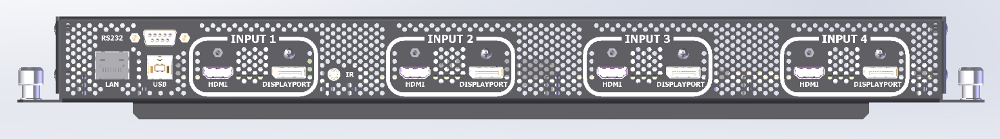 RS232
LAN
USB
INPUT 1
HDMI
DISPLAYPORT
IR
INPUT 2
HDMI
DISPLAYPORT
INPUT 3
HDMI
DISPLAYPORT
INPUT 4
HDMI
DISPLAYPORT